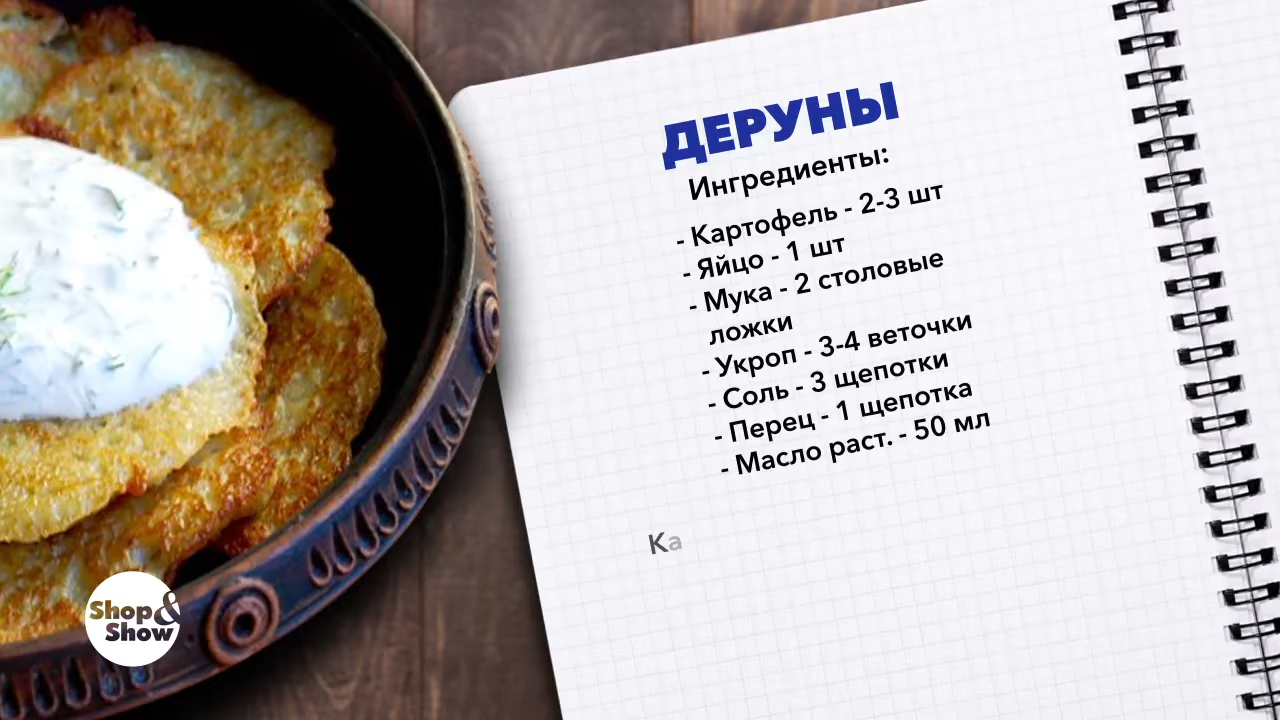 ДЕРУНЫ
Ингредиенты:
- Картофель - 2-3 шт
- Яйцо - 1 шт
- Мука - 2 столовые
ложки
- Укроп - 3-4 веточки
- Соль - 3 щепотки
- Перец - 1 щепотка
- Масло раст. - 50 мл
Ка
Shop&
Show